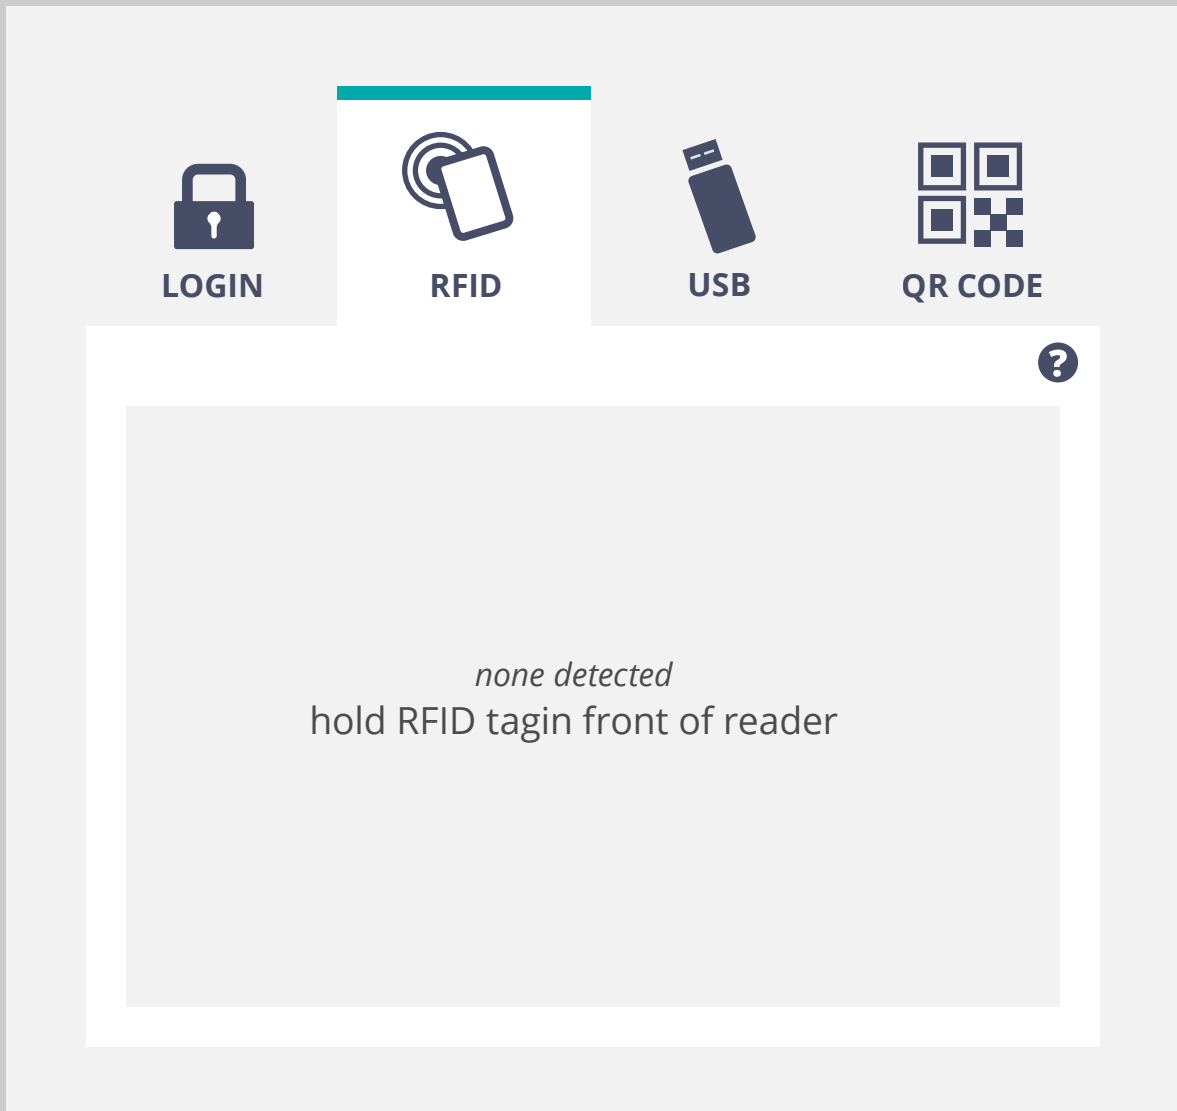 LOGIN
RFID
USB
QR CODE
?
none detected
hold RFID tagin front of reader